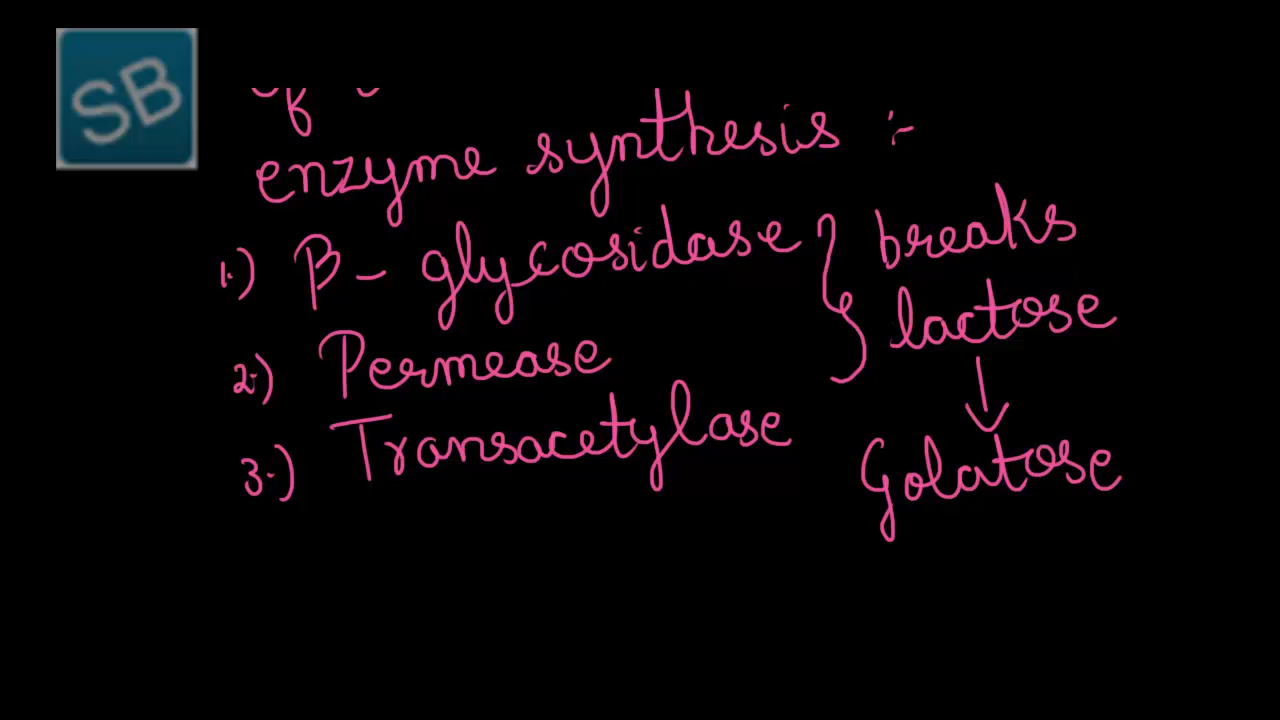 SB
enzyme synthesis :-
1.) β - glycosidase } breaks
lactose
2.) Permease
↓
3.) Transacetylase
Golatose